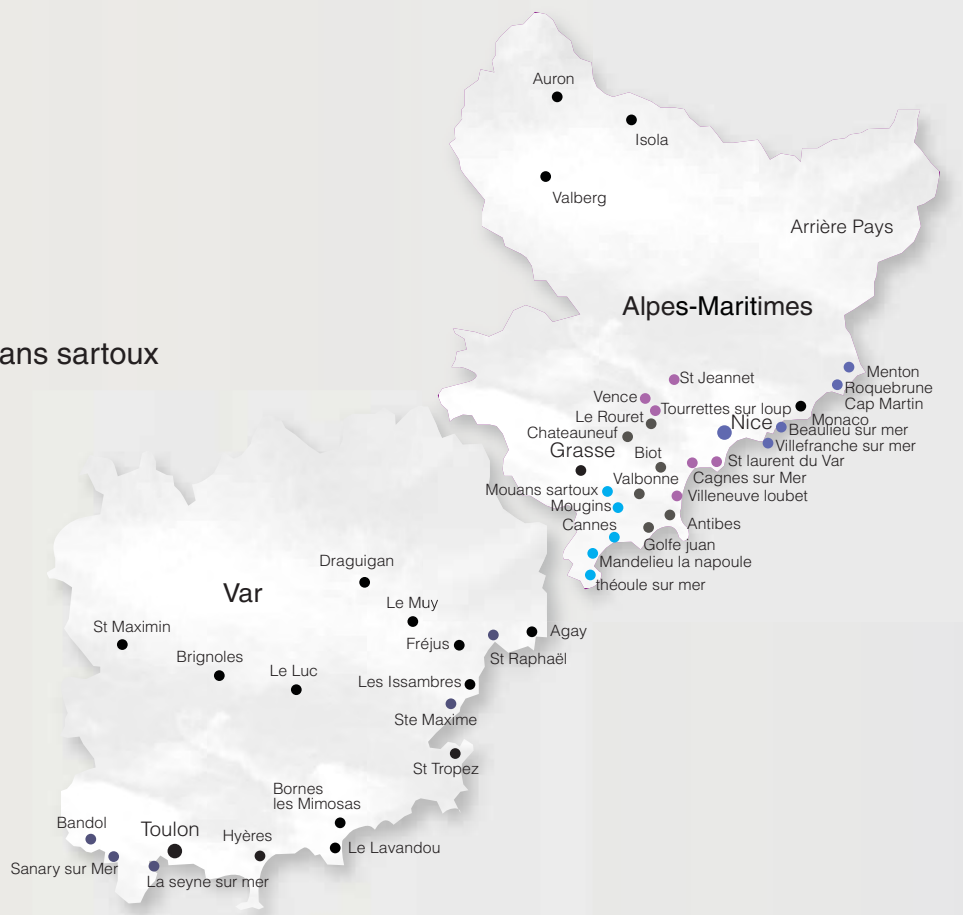 Auron
Isola
Valberg
Arrière Pays
Alpes-Maritimes
ans sartoux
Menton
St Jeannet
Roquebrune
Cap Martin
Vence
Tourrettes sur loup
Le Rouret
Monaco
Nice
Beaulieu sur mer
Chateauneuf
Villefranche sur mer
Grasse
Biot
St laurent du Var
Valbonne
Cagnes sur Mer
Mouans sartoux
Villeneuve loubet
Mougins
Cannes
Antibes
Golfe juan
Mandelieu la napoule
théoule sur mer
Draguigan
Var
Le Muy
St Maximin
Agay
Fréjus
St Raphaël
Brignoles
Le Luc
Les Issambres
Ste Maxime
St Tropez
Bornes
les Mimosas
Bandol
Toulon
Hyères
Le Lavandou
Sanary sur Mer
La seyne sur mer